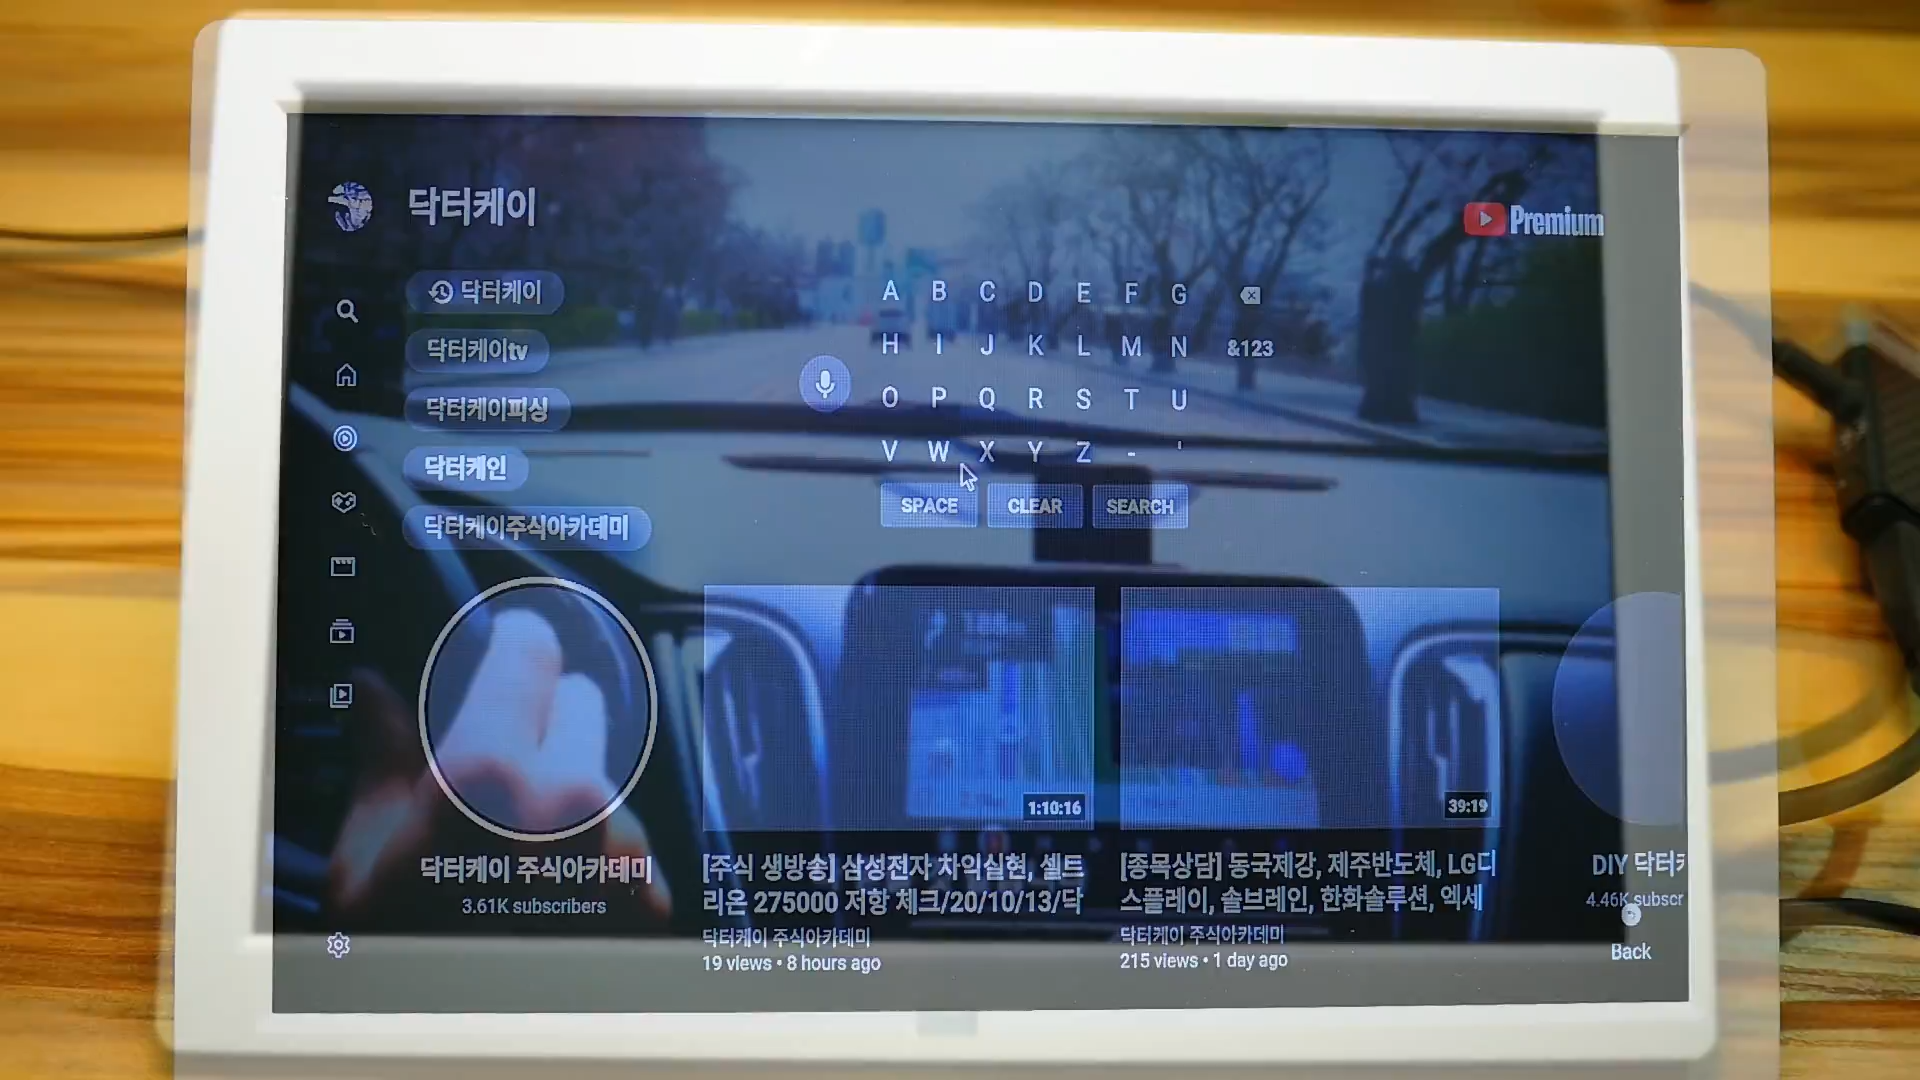 닥터케이
Premium
닥터케이
닥터케이tv
닥터케이피싱
닥터케인
닥터케이주식아카데미
A B C D E F G
H I J K L M N &123
O P Q R S T U
V W X Y Z - '
SPACE CLEAR SEARCH
1:10:16
39:19
닥터케이 주식아카데미
3.61K subscribers
[주식 생방송] 삼성전자 차익실현, 셀트
리온 275000 저항 체크/20/10/13/닥
닥터케이 주식아카데미
19 views • 8 hours ago
[종목상담] 동국제강, 제주반도체, LG디
스플레이, 솔브레인, 한화솔루션, 엑세
닥터케이 주식아카데미
215 views • 1 day ago
DIY 닥터
4.46K subscr
Back